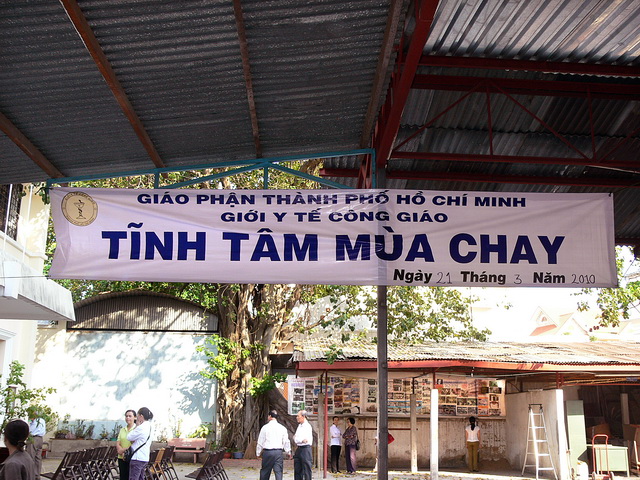 GIÁO PHẬN THÀNH PHỐ HỒ CHÍ MINH
GIỚI Y TẾ CÔNG GIÁO
TĨNH TÂM MÙA CHAY
Ngày 21 Tháng 3 Năm 2010